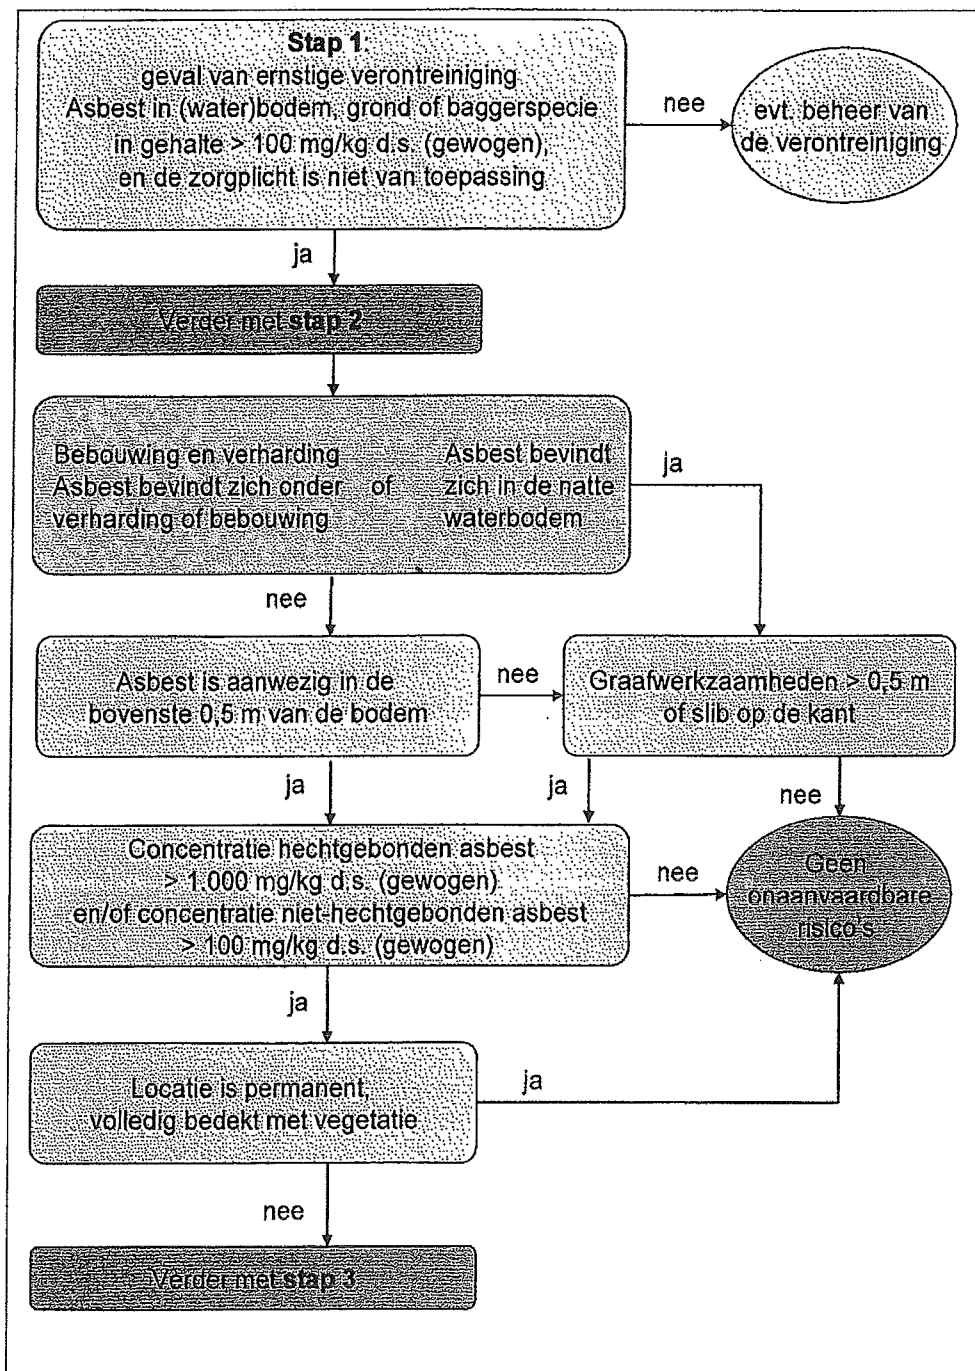 Stap 1:
geval van ernstige verontreiniging
Asbest in (water)bodem, grond of baggerspecie
in gehalte > 100 mg/kg d.s. (gewogen),
en de zorgplicht is niet van toepassing
nee
evt. beheer van
de verontreiniging
ja
Verder met stap 2
Bebouwing en verharding
Asbest bevindt zich onder
verharding of bebouwing
of
Asbest bevindt
zich in de natte
waterbodem
ja
nee
Asbest is aanwezig in de
bovenste 0,5 m van de bodem
nee
Graafwerkzaamheden > 0,5 m
of slib op de kant
ja
ja
nee
Concentratie hechtgebonden asbest
> 1.000 mg/kg d.s. (gewogen)
en/of concentratie niet-hechtgebonden asbest
> 100 mg/kg d.s. (gewogen)
nee
Geen
onaanvaardbare
risico's
ja
Locatie is permanent,
volledig bedekt met vegetatie
ja
nee
Verder met stap 3